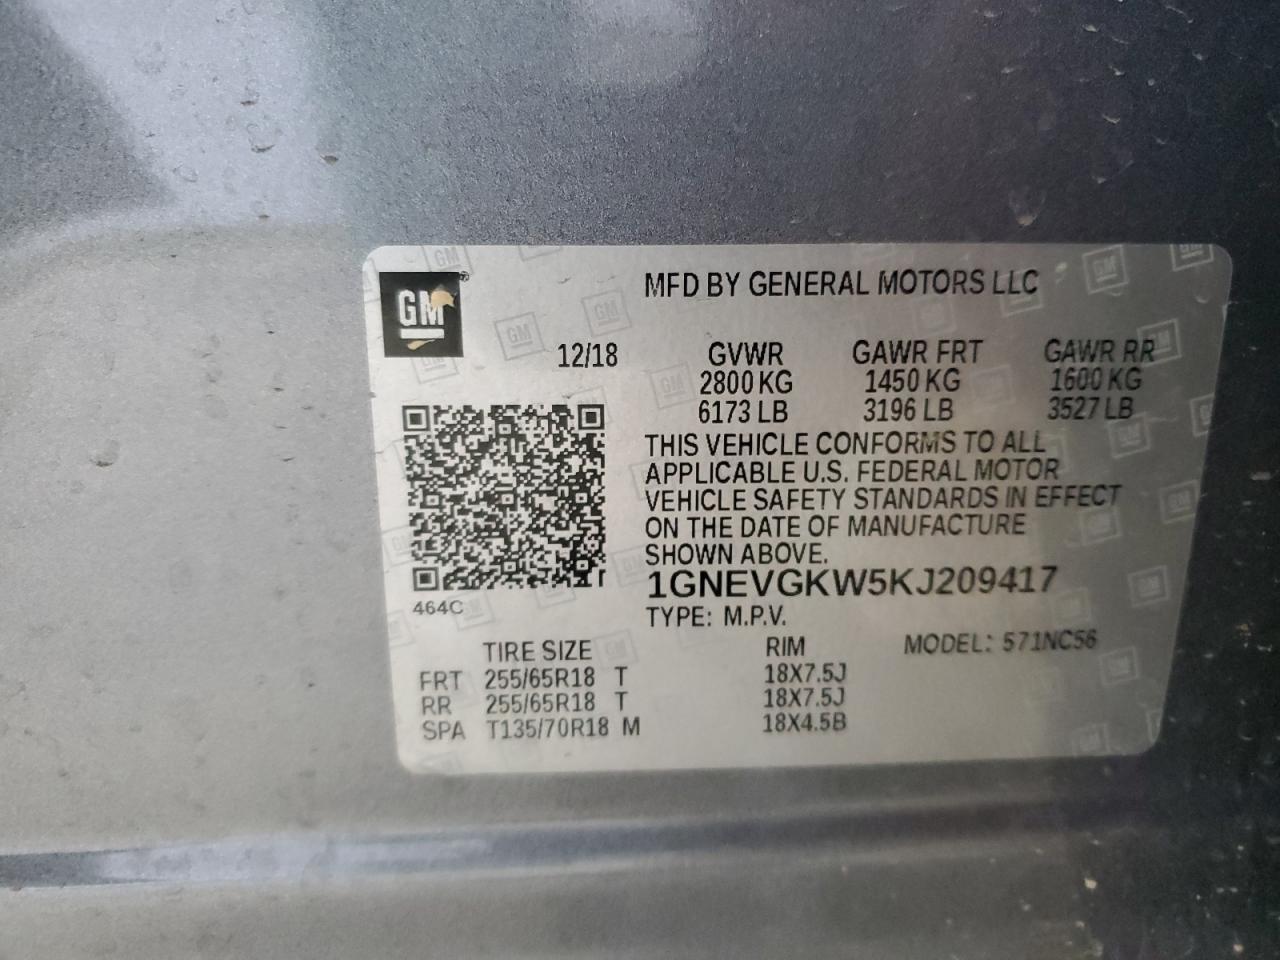 GM®
MFD BY GENERAL MOTORS LLC
12/18 GVWR GAWR FRT GAWR RR
2800 KG 1450 KG 1600 KG
6173 LB 3196 LB 3527 LB
THIS VEHICLE CONFORMS TO ALL
APPLICABLE U.S. FEDERAL MOTOR
VEHICLE SAFETY STANDARDS IN EFFECT
ON THE DATE OF MANUFACTURE
SHOWN ABOVE.
1GNEVGKW5KJ209417
464C
TYPE: M.P.V.
TIRE SIZE RIM MODEL: 571NC56
FRT 255/65R18 T 18X7.5J
RR 255/65R18 T 18X7.5J
SPA T135/70R18 M 18X4.5B